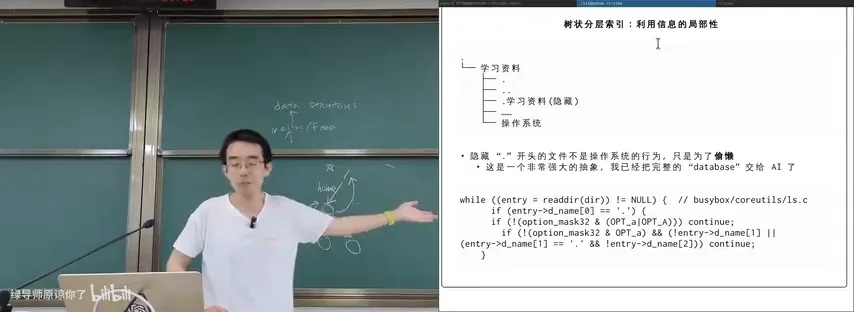 data structures
home
绿导师原谅你了
bilibili
树状分层索引：利用信息的局部性
.
└── 学习资料
├── .
├── ..
├── .学习资料(隐藏)
├── ……
└── 操作系统
• 隐藏 “.” 开头的文件不是操作系统的行为，只是为了偷懒
• 这是一个非常强大的抽象，我已经把完整的 “database” 交给 AI 了
while ((entry = readdir(dir)) != NULL) {  // busybox/coreutils/ls.c
if (entry->d_name[0] == '.') {
if (!(option_mask32 & (OPT_a|OPT_A))) continue;
if (!(option_mask32 & OPT_a) && (!entry->d_name[1] ||
(entry->d_name[1] == '.' && !entry->d_name[2])) continue;
}